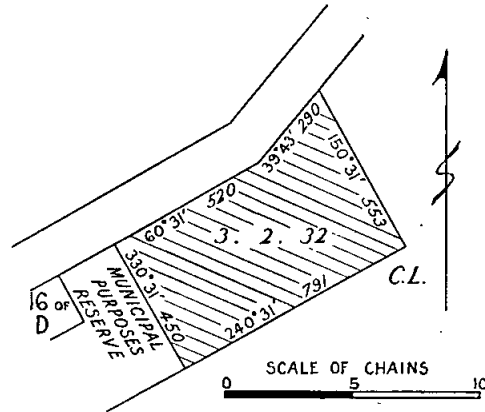 39°43′ 290
150°31′ 553
60°31′ 520
3. 2. 32
330°31′ 450
240°31′ 791
C.L.
16 OF
D
MUNICIPAL
PURPOSES
RESERVE
SCALE OF CHAINS
0 5 10